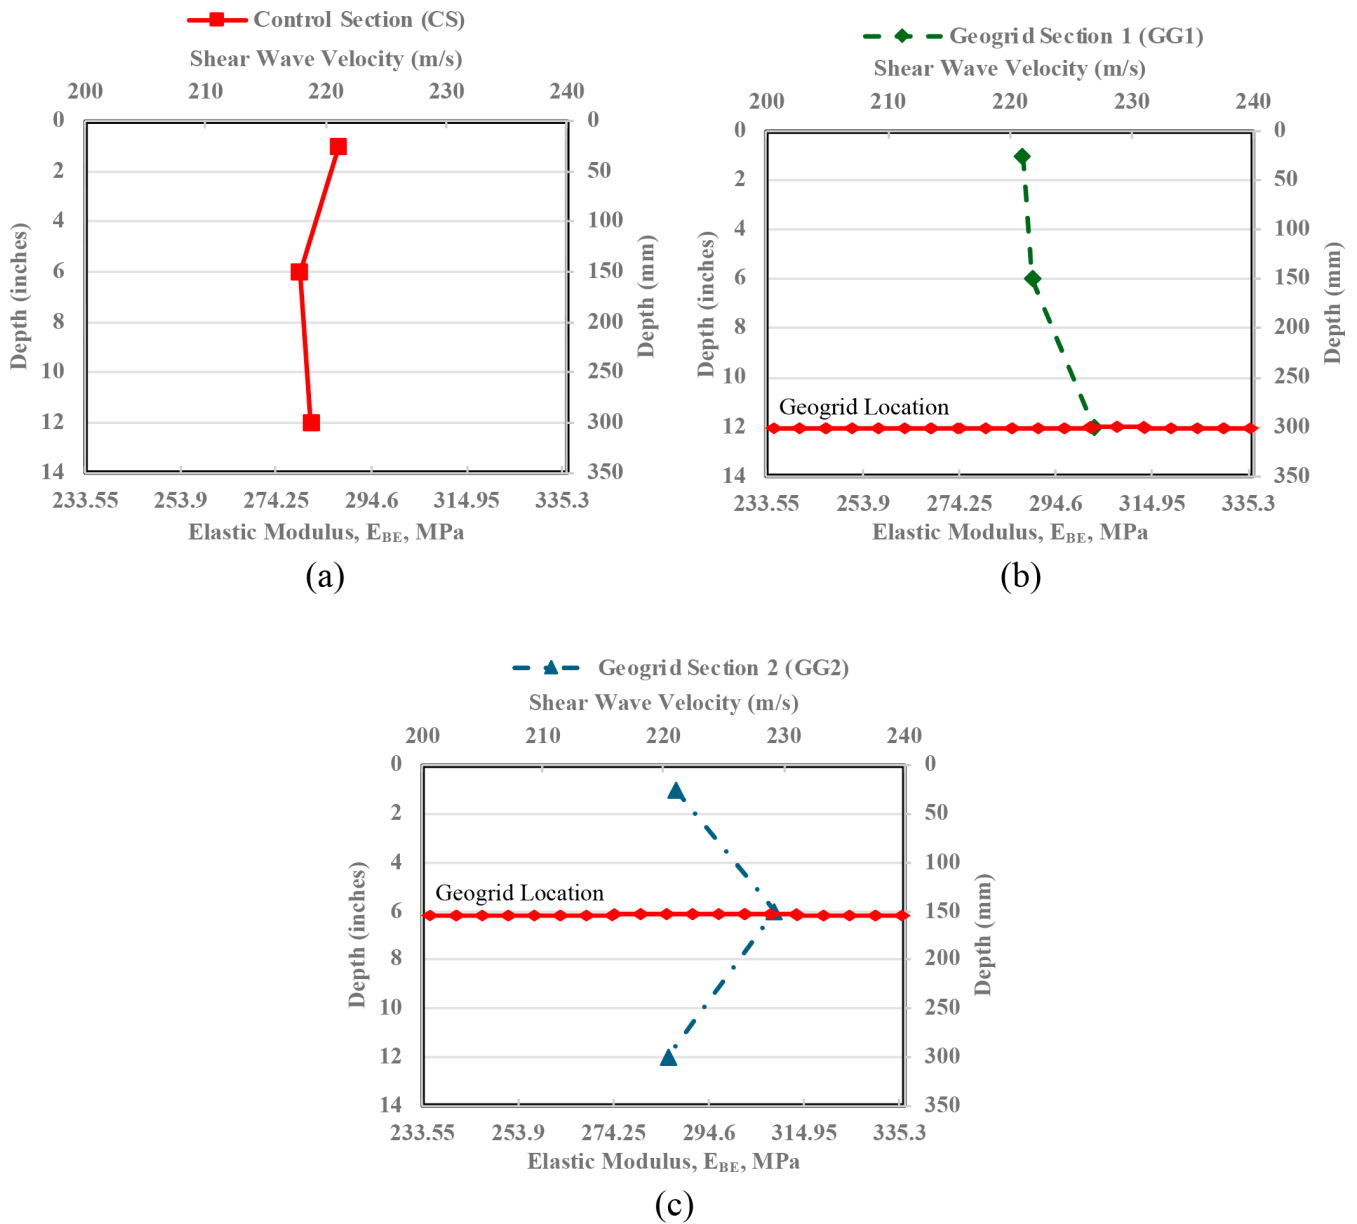 Control Section (CS)
Shear Wave Velocity (m/s)
200 210 220 230 240
0 0
2 50
4 100
6 150
8 200
10 250
12 300
14 350
Depth (inches)
Depth (mm)
233.55 253.9 274.25 294.6 314.95 335.3
Elastic Modulus, E_BE, MPa
(a)
Geogrid Section 1 (GG1)
Shear Wave Velocity (m/s)
200 210 220 230 240
0 0
2 50
4 100
6 150
8 200
10 250
Geogrid Location
12 300
14 350
Depth (inches)
Depth (mm)
233.55 253.9 274.25 294.6 314.95 335.3
Elastic Modulus, E_BE, MPa
(b)
Geogrid Section 2 (GG2)
Shear Wave Velocity (m/s)
200 210 220 230 240
0 0
2 50
4 100
Geogrid Location
6 150
8 200
10 250
12 300
14 350
Depth (inches)
Depth (mm)
233.55 253.9 274.25 294.6 314.95 335.3
Elastic Modulus, E_BE, MPa
(c)